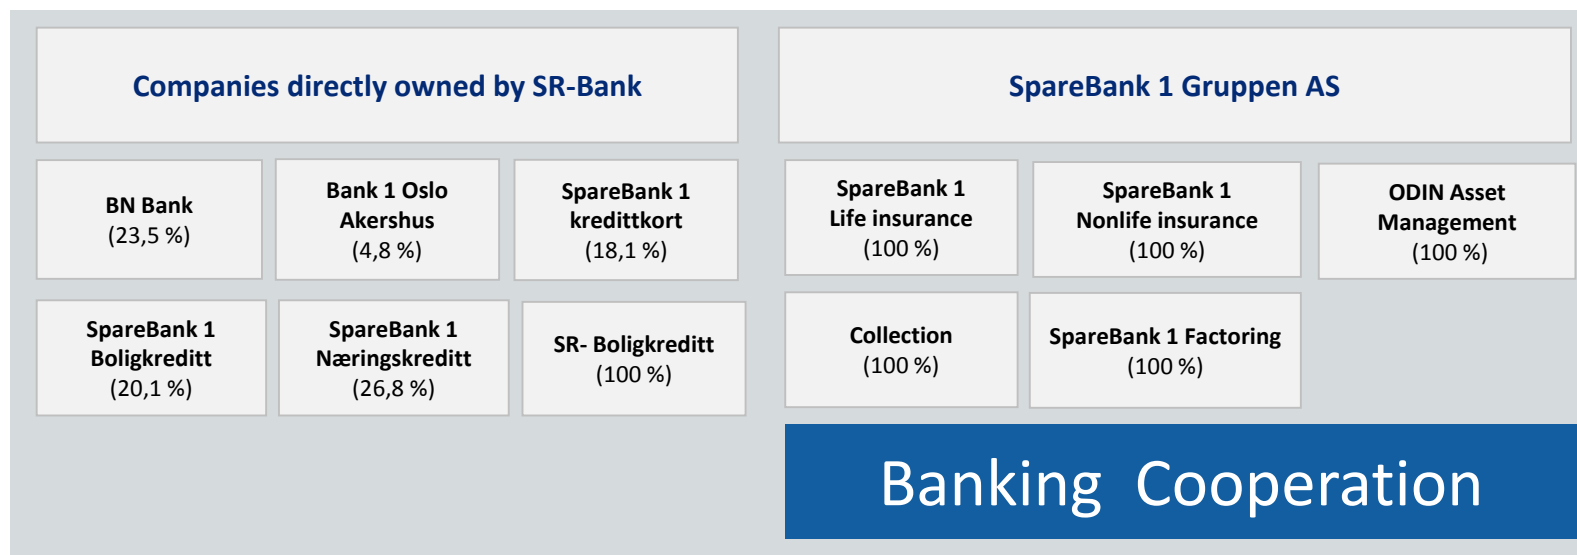 Companies directly owned by SR-Bank
SpareBank 1 Gruppen AS
BN Bank
(23,5 %)
Bank 1 Oslo
Akershus
(4,8 %)
SpareBank 1
kredittkort
(18,1 %)
SpareBank 1
Life insurance
(100 %)
SpareBank 1
Nonlife insurance
(100 %)
ODIN Asset
Management
(100 %)
SpareBank 1
Boligkreditt
(20,1 %)
SpareBank 1
Næringskreditt
(26,8 %)
SR- Boligkreditt
(100 %)
Collection
(100 %)
SpareBank 1 Factoring
(100 %)
Banking  Cooperation